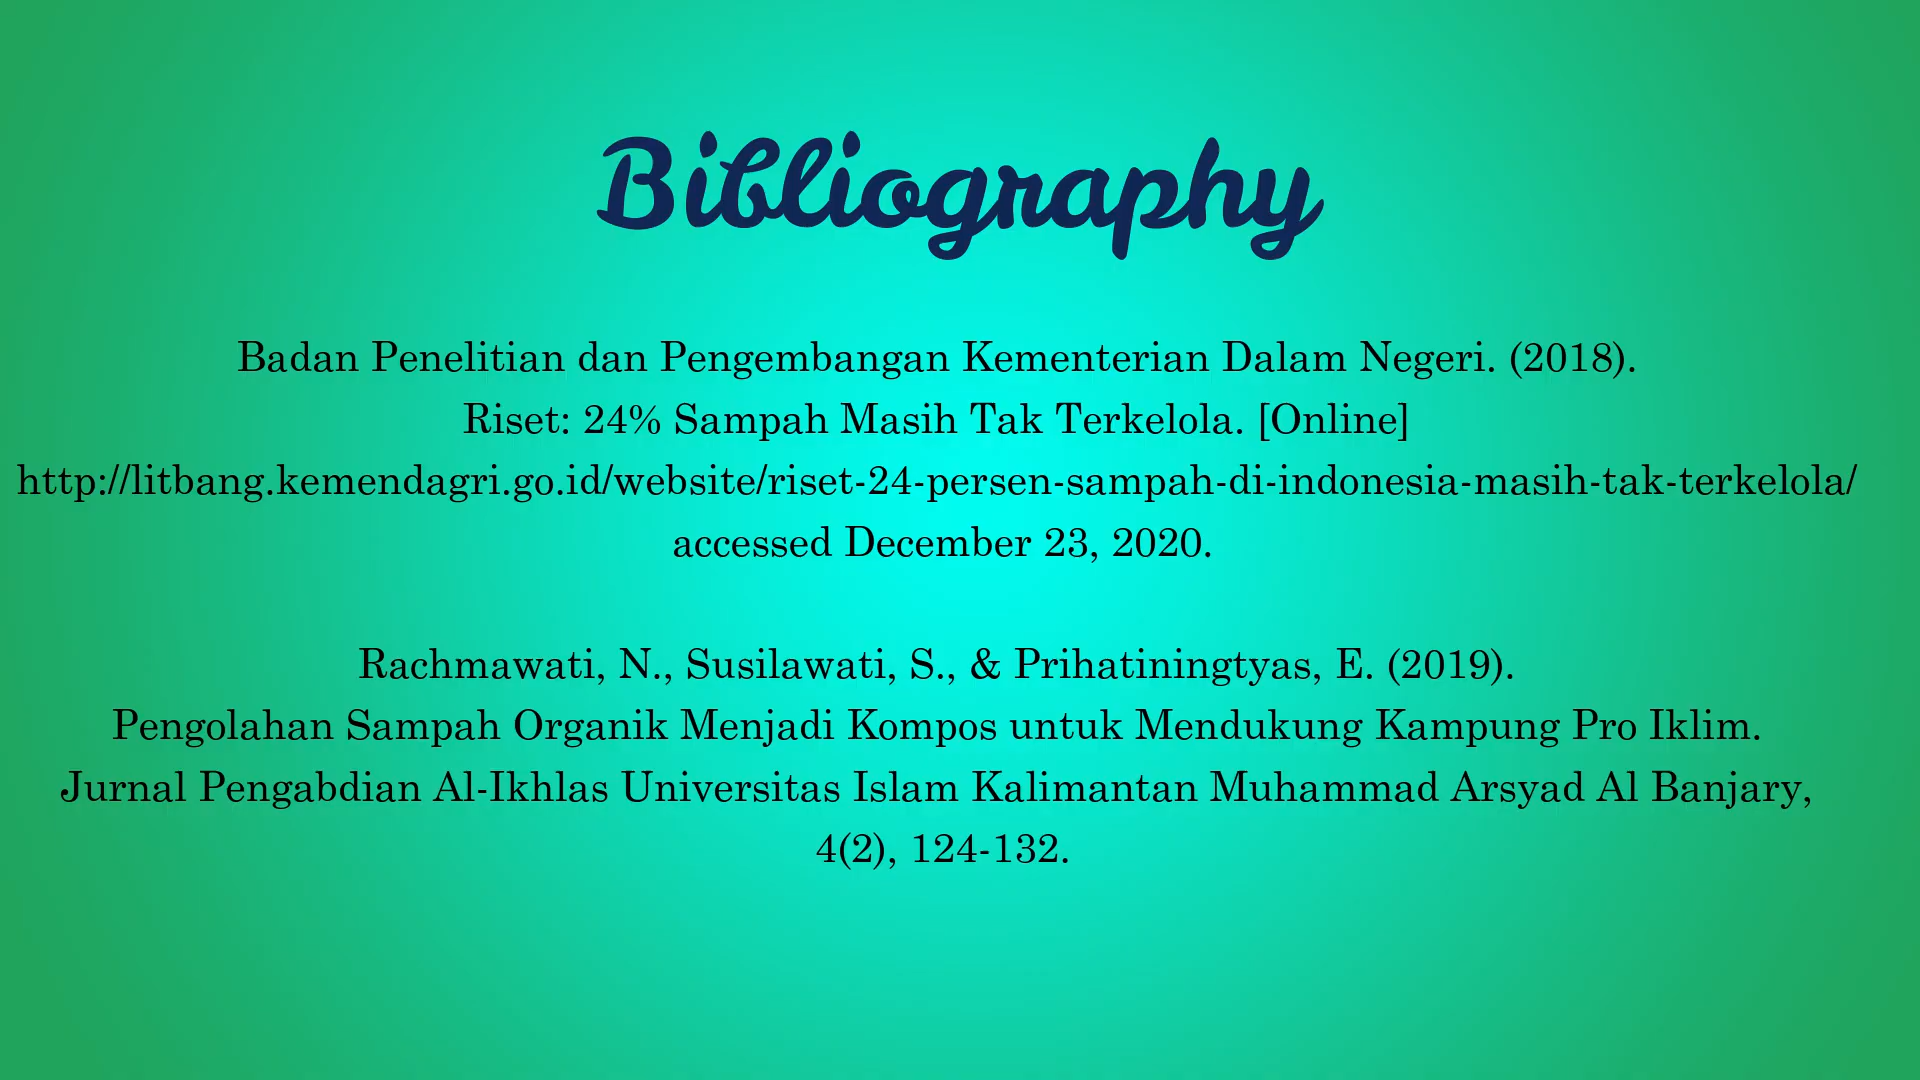 Bibliography
Badan Penelitian dan Pengembangan Kementerian Dalam Negeri. (2018).
Riset: 24% Sampah Masih Tak Terkelola. [Online]
http://litbang.kemendagri.go.id/website/riset-24-persen-sampah-di-indonesia-masih-tak-terkelola/
accessed December 23, 2020.
Rachmawati, N., Susilawati, S., & Prihatiningtyas, E. (2019).
Pengolahan Sampah Organik Menjadi Kompos untuk Mendukung Kampung Pro Iklim.
Jurnal Pengabdian Al-Ikhlas Universitas Islam Kalimantan Muhammad Arsyad Al Banjary,
4(2), 124-132.